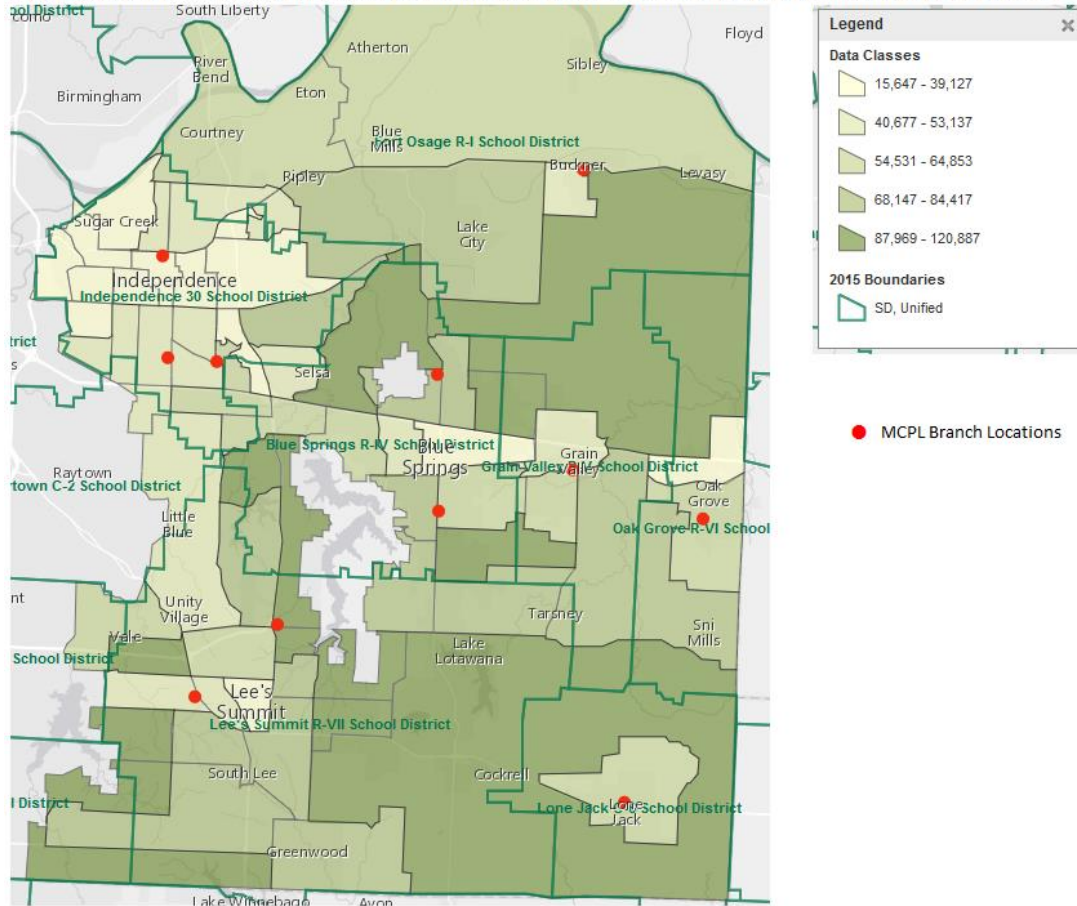 ool District
como
South Liberty
River
Bend
Atherton
Floyd
Sibley
Birmingham
Eton
Courtney
Blue
Mills
Fort Osage R-I School District
Buckner
Ripley
Levasy
Lake
City
Sugar Creek
Independence
Independence 30 School District
trict
s
Selsa
Blue Springs R-IV School District
Blue
Springs
Grain
Valley
Grain Valley R-V School District
Raytown
rtown C-2 School District
Oak
Grove
Oak Grove R-VI School
Little
Blue
Unity
Village
Tarsney
nt
Vale
Sni
Mills
School District
Lake
Lotawana
Lee's
Summit
Lee's Summit R-VII School District
South Lee
Cockrell
l District
Lone Jack C-6 School District
Lone
Jack
Greenwood
Lake Winnebago
Avon
Legend
Data Classes
15,647 - 39,127
40,677 - 53,137
54,531 - 64,853
68,147 - 84,417
87,969 - 120,887
2015 Boundaries
SD, Unified
MCPL Branch Locations